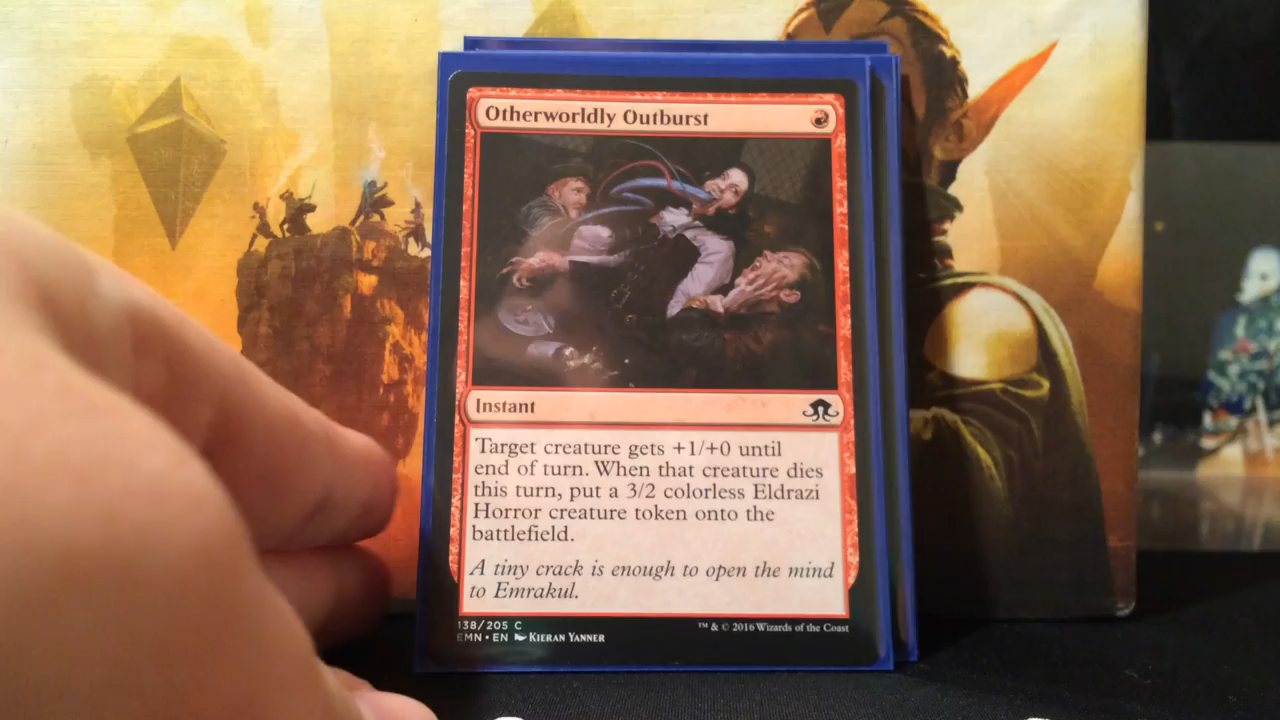 Otherworldly Outburst
Instant
Target creature gets +1/+0 until
end of turn. When that creature dies
this turn, put a 3/2 colorless Eldrazi
Horror creature token onto the
battlefield.
A tiny crack is enough to open the mind
to Emrakul.
138/205 C
EMN • EN KIERAN YANNER
™ & © 2016 Wizards of the Coast